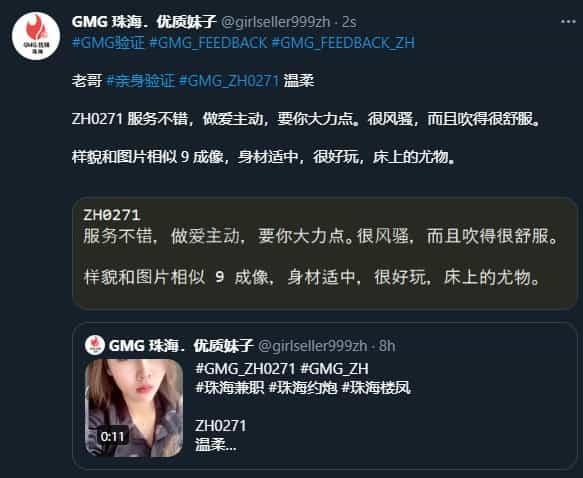 GMG 珠海．优质妹子 @girlseller999zh · 2s
#GMG验证 #GMG_FEEDBACK #GMG_FEEDBACK_ZH
老哥 #亲身验证 #GMG_ZH0271 温柔
ZH0271 服务不错，做爱主动，要你大力点。很风骚，而且吹得很舒服。
样貌和图片相似 9 成像，身材适中，很好玩，床上的尤物。
ZH0271
服务不错，做爱主动，要你大力点。很风骚，而且吹得很舒服。
样貌和图片相似 9 成像，身材适中，很好玩，床上的尤物。
GMG 珠海．优质妹子 @girlseller999zh · 8h
#GMG_ZH0271 #GMG_ZH
#珠海兼职 #珠海约炮 #珠海楼凤
ZH0271
温柔...
0:11
GMG 优妹
珠海